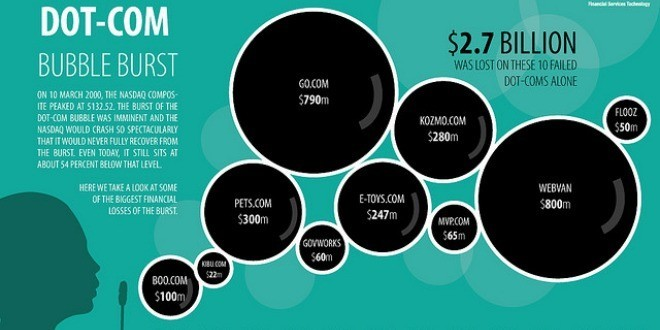 Financial Services Technology
DOT-COM
BUBBLE BURST
ON 10 MARCH 2000, THE NASDAQ COMPOS-
ITE PEAKED AT 5132.52. THE BURST OF THE
DOT-COM BUBBLE WAS IMMINENT AND THE
NASDAQ WOULD CRASH SO SPECTACULARLY
THAT IT WOULD NEVER FULLY RECOVER FROM
THE BURST. EVEN TODAY, IT STILL SITS AT
ABOUT 54 PERCENT BELOW THAT LEVEL.
HERE WE TAKE A LOOK AT SOME
OF THE BIGGEST FINANCIAL
LOSSES OF THE BURST.
$2.7 BILLION
WAS LOST ON THESE 10 FAILED
DOT-COMS ALONE
GO.COM
$790m
KOZMO.COM
$280m
FLOOZ
$50m
PETS.COM
$300m
E-TOYS.COM
$247m
WEBVAN
$800m
MVP.COM
$65m
GOVWORKS
$60m
KIBU.COM
$22m
BOO.COM
$100m